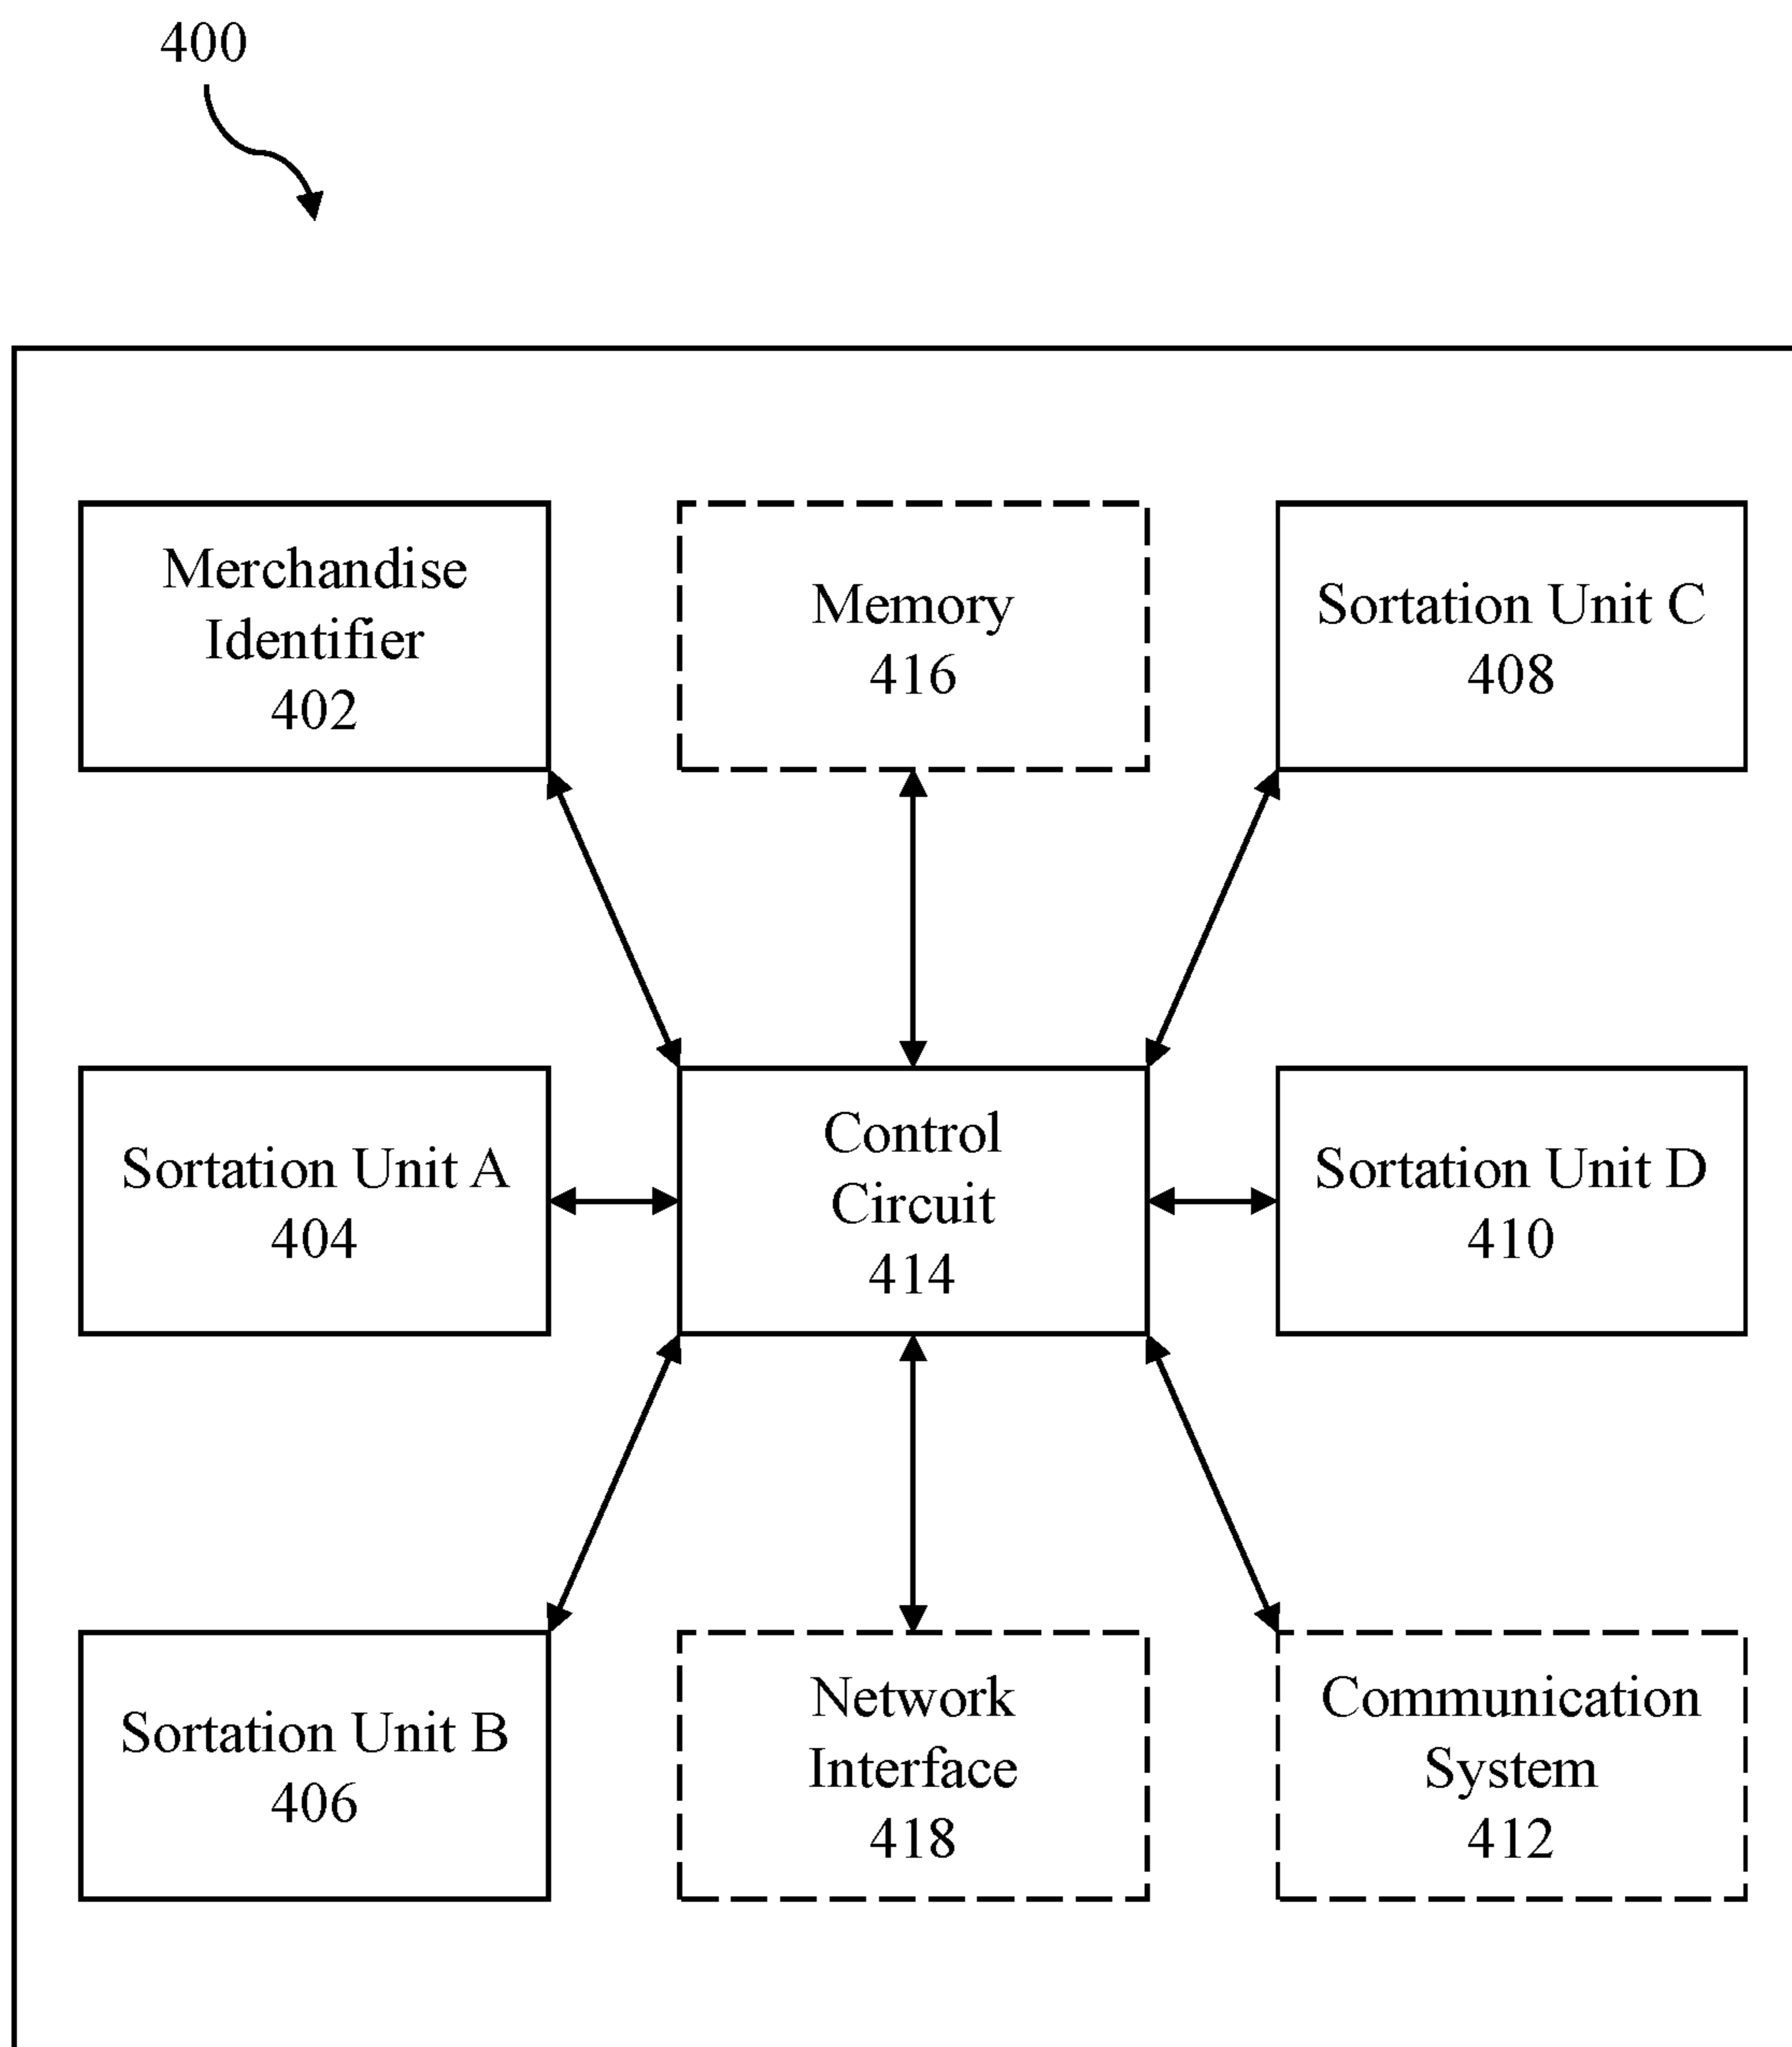 400
Merchandise
Identifier
402
Memory
416
Sortation Unit C
408
Sortation Unit A
404
Control
Circuit
414
Sortation Unit D
410
Sortation Unit B
406
Network
Interface
418
Communication
System
412